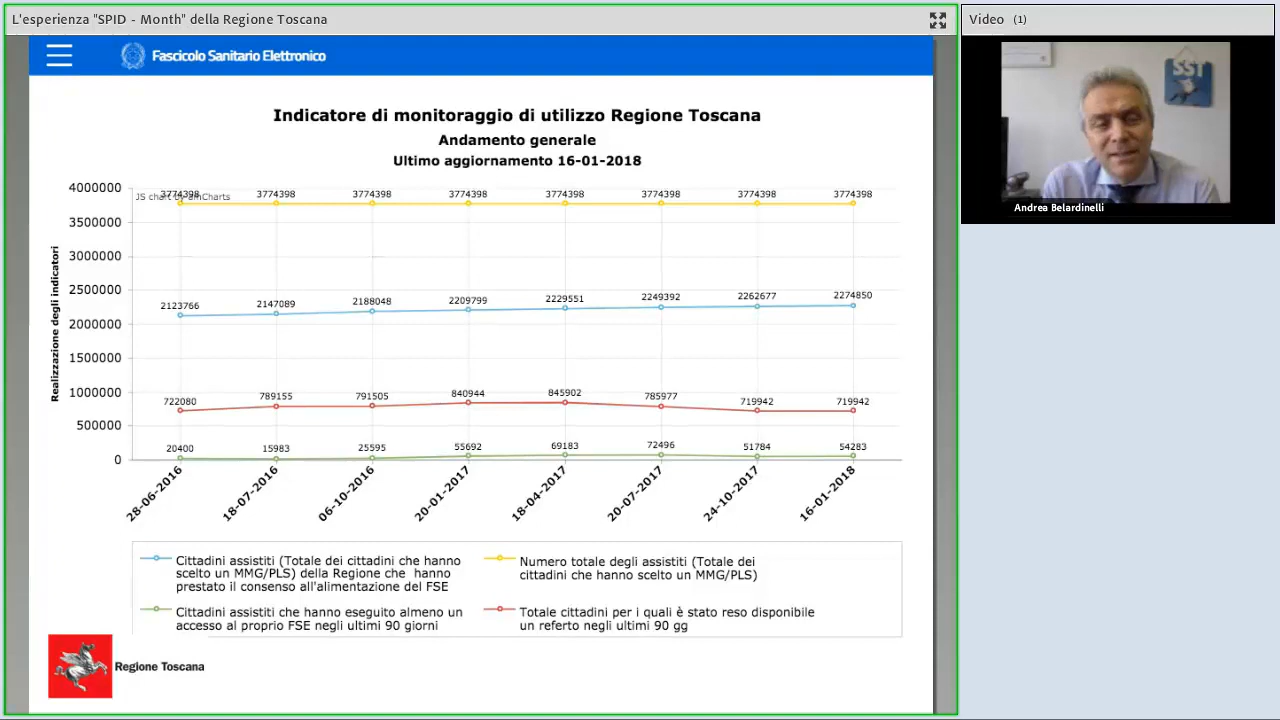 L'esperienza "SPID - Month" della Regione Toscana
Video (1)
Fascicolo Sanitario Elettronico
SST
Andrea Belardinelli
Indicatore di monitoraggio di utilizzo Regione Toscana
Andamento generale
Ultimo aggiornamento 16-01-2018
Realizzazione degli indicatori
4000000
3500000
3000000
2500000
2000000
1500000
1000000
500000
0
JS chart by amCharts
3774398 3774398 3774398 3774398 3774398 3774398 3774398 3774398
2123766 2147089 2188048 2209799 2229551 2249392 2262677 2274850
722080 789155 791505 840944 845902 785977 719942 719942
20400 15983 25595 55692 69183 72496 51784 54283
28-06-2016 18-07-2016 06-10-2016 20-01-2017 18-04-2017 20-07-2017 24-10-2017 16-01-2018
Cittadini assistiti (Totale dei cittadini che hanno
scelto un MMG/PLS) della Regione che hanno
prestato il consenso all'alimentazione del FSE
Numero totale degli assistiti (Totale dei
cittadini che hanno scelto un MMG/PLS)
Cittadini assistiti che hanno eseguito almeno un
accesso al proprio FSE negli ultimi 90 giorni
Totale cittadini per i quali è stato reso disponibile
un referto negli ultimi 90 gg
Regione Toscana